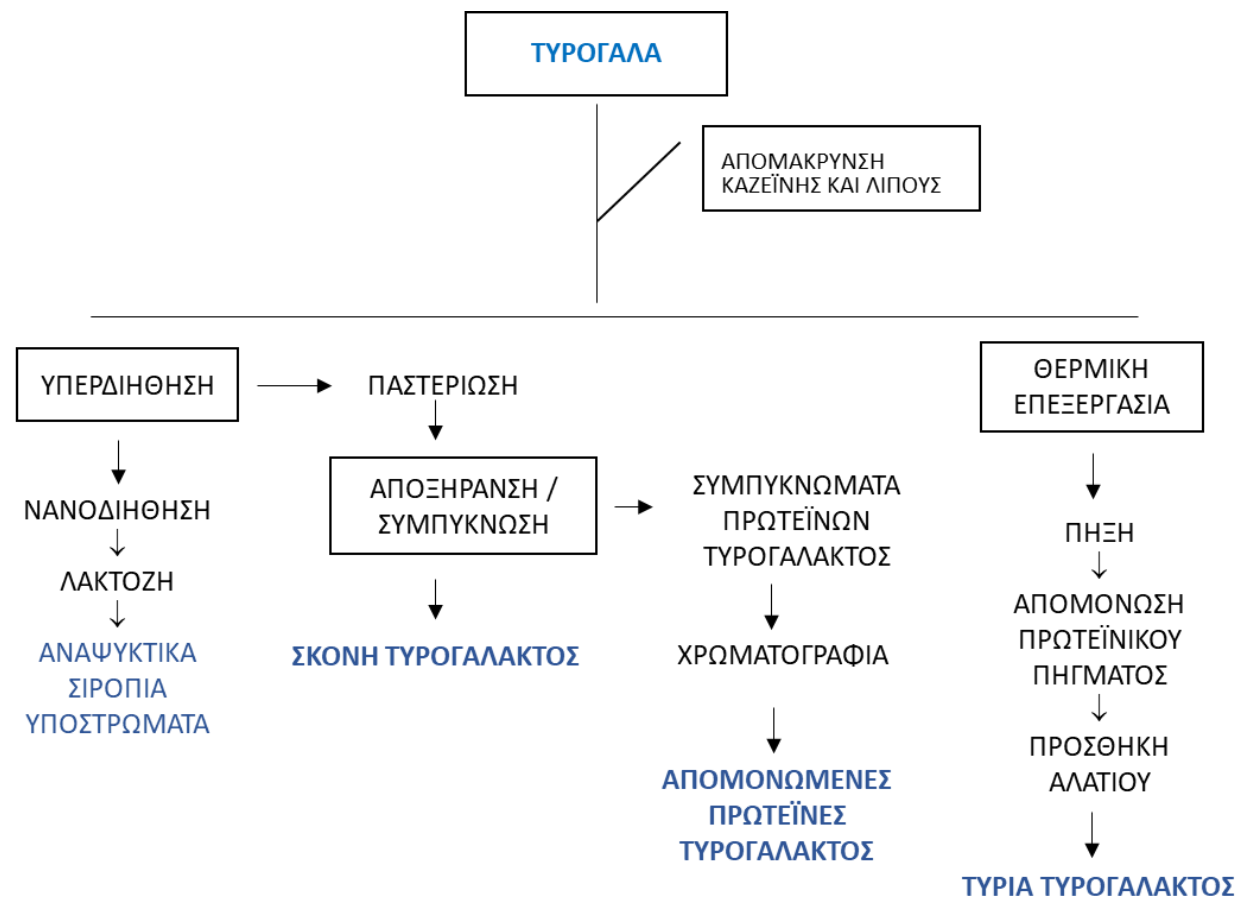 ΤΥΡΟΓΑΛΑ
ΑΠΟΜΑΚΡΥΝΣΗ
ΚΑΖΕΪΝΗΣ ΚΑΙ ΛΙΠΟΥΣ
ΥΠΕΡΔΙΗΘΗΣΗ
ΝΑΝΟΔΙΗΘΗΣΗ
ΛΑΚΤΟΖΗ
ΑΝΑΨΥΚΤΙΚΑ
ΣΙΡΟΠΙΑ
ΥΠΟΣΤΡΩΜΑΤΑ
ΠΑΣΤΕΡΙΩΣΗ
ΑΠΟΞΗΡΑΝΣΗ /
ΣΥΜΠΥΚΝΩΣΗ
ΣΚΟΝΗ ΤΥΡΟΓΑΛΑΚΤΟΣ
ΣΥΜΠΥΚΝΩΜΑΤΑ
ΠΡΩΤΕΪΝΩΝ
ΤΥΡΟΓΑΛΑΚΤΟΣ
ΧΡΩΜΑΤΟΓΡΑΦΙΑ
ΑΠΟΜΟΝΩΜΕΝΕΣ
ΠΡΩΤΕΪΝΕΣ
ΤΥΡΟΓΑΛΑΚΤΟΣ
ΘΕΡΜΙΚΗ
ΕΠΕΞΕΡΓΑΣΙΑ
ΠΗΞΗ
ΑΠΟΜΟΝΩΣΗ
ΠΡΩΤΕΪΝΙΚΟΥ
ΠΗΓΜΑΤΟΣ
ΠΡΟΣΘΗΚΗ
ΑΛΑΤΙΟΥ
ΤΥΡΙΑ ΤΥΡΟΓΑΛΑΚΤΟΣ